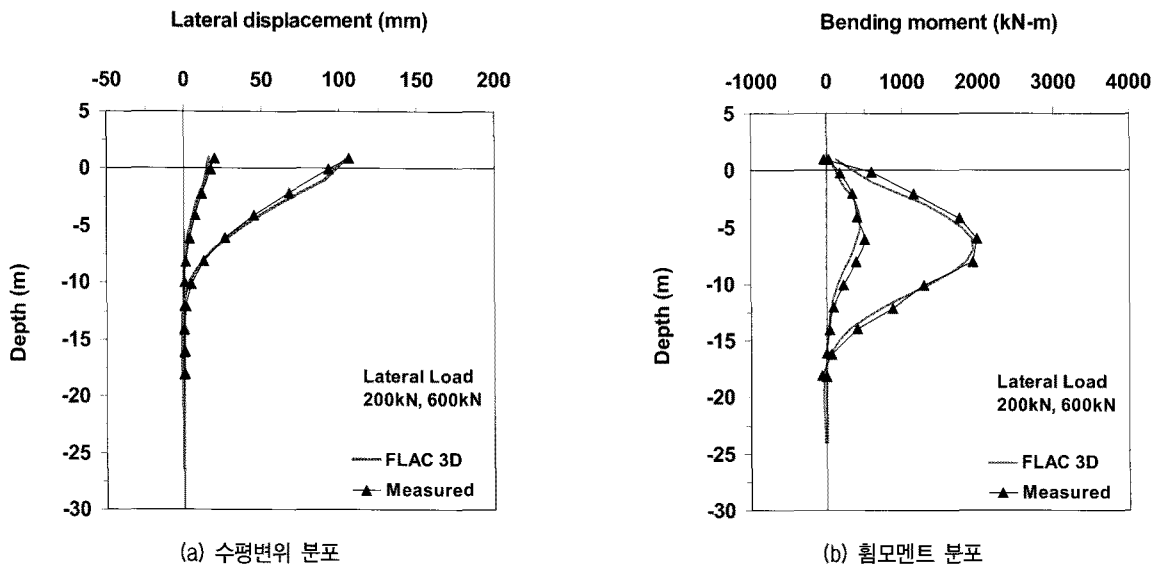 Lateral displacement (mm)
-50 0 50 100 150 200
5
0
-5
-10
-15
-20
-25
-30
Depth (m)
Lateral Load
200kN, 600kN
FLAC 3D
Measured
(a) 수평변위 분포
Bending moment (kN-m)
-1000 0 1000 2000 3000 4000
5
0
-5
-10
-15
-20
-25
-30
Depth (m)
Lateral Load
200kN, 600kN
FLAC 3D
Measured
(b) 휨모멘트 분포